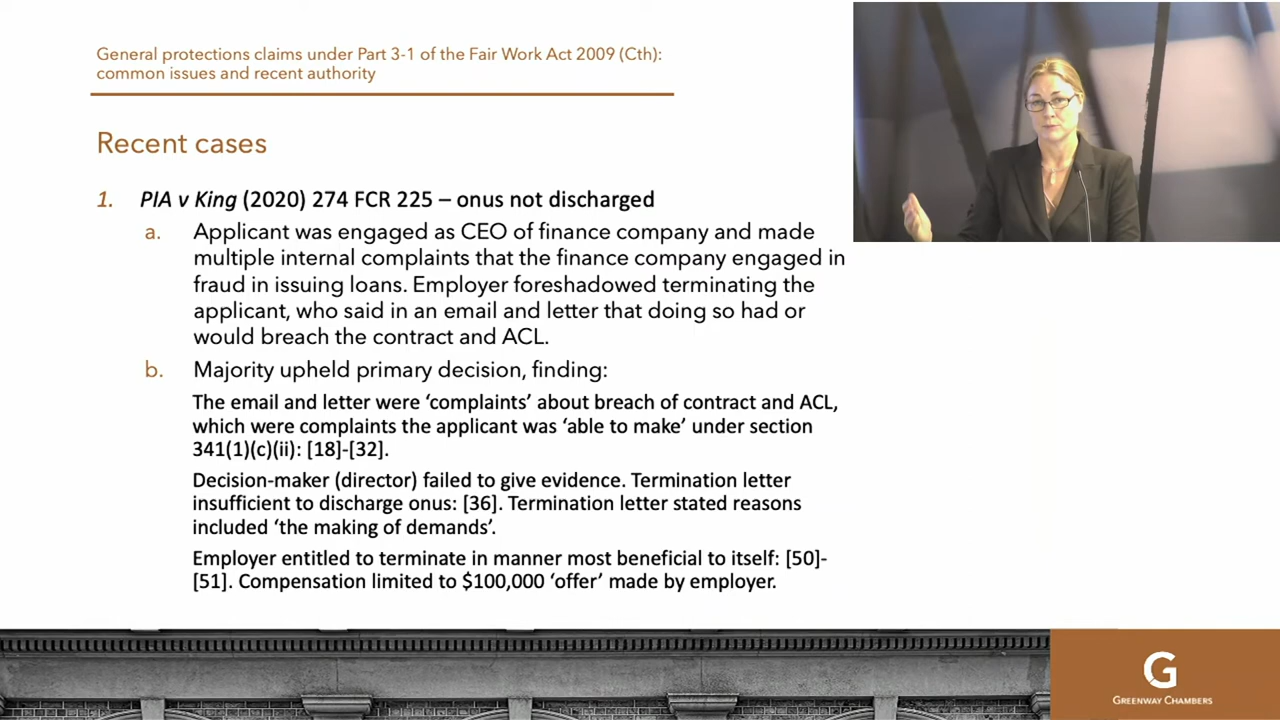 General protections claims under Part 3-1 of the Fair Work Act 2009 (Cth):
common issues and recent authority
Recent cases
1. PIA v King (2020) 274 FCR 225 – onus not discharged
a. Applicant was engaged as CEO of finance company and made
multiple internal complaints that the finance company engaged in
fraud in issuing loans. Employer foreshadowed terminating the
applicant, who said in an email and letter that doing so had or
would breach the contract and ACL.
b. Majority upheld primary decision, finding:
The email and letter were ‘complaints’ about breach of contract and ACL,
which were complaints the applicant was ‘able to make’ under section
341(1)(c)(ii): [18]-[32].
Decision-maker (director) failed to give evidence. Termination letter
insufficient to discharge onus: [36]. Termination letter stated reasons
included ‘the making of demands’.
Employer entitled to terminate in manner most beneficial to itself: [50]-
[51]. Compensation limited to $100,000 ‘offer’ made by employer.
G
GREENWAY CHAMBERS